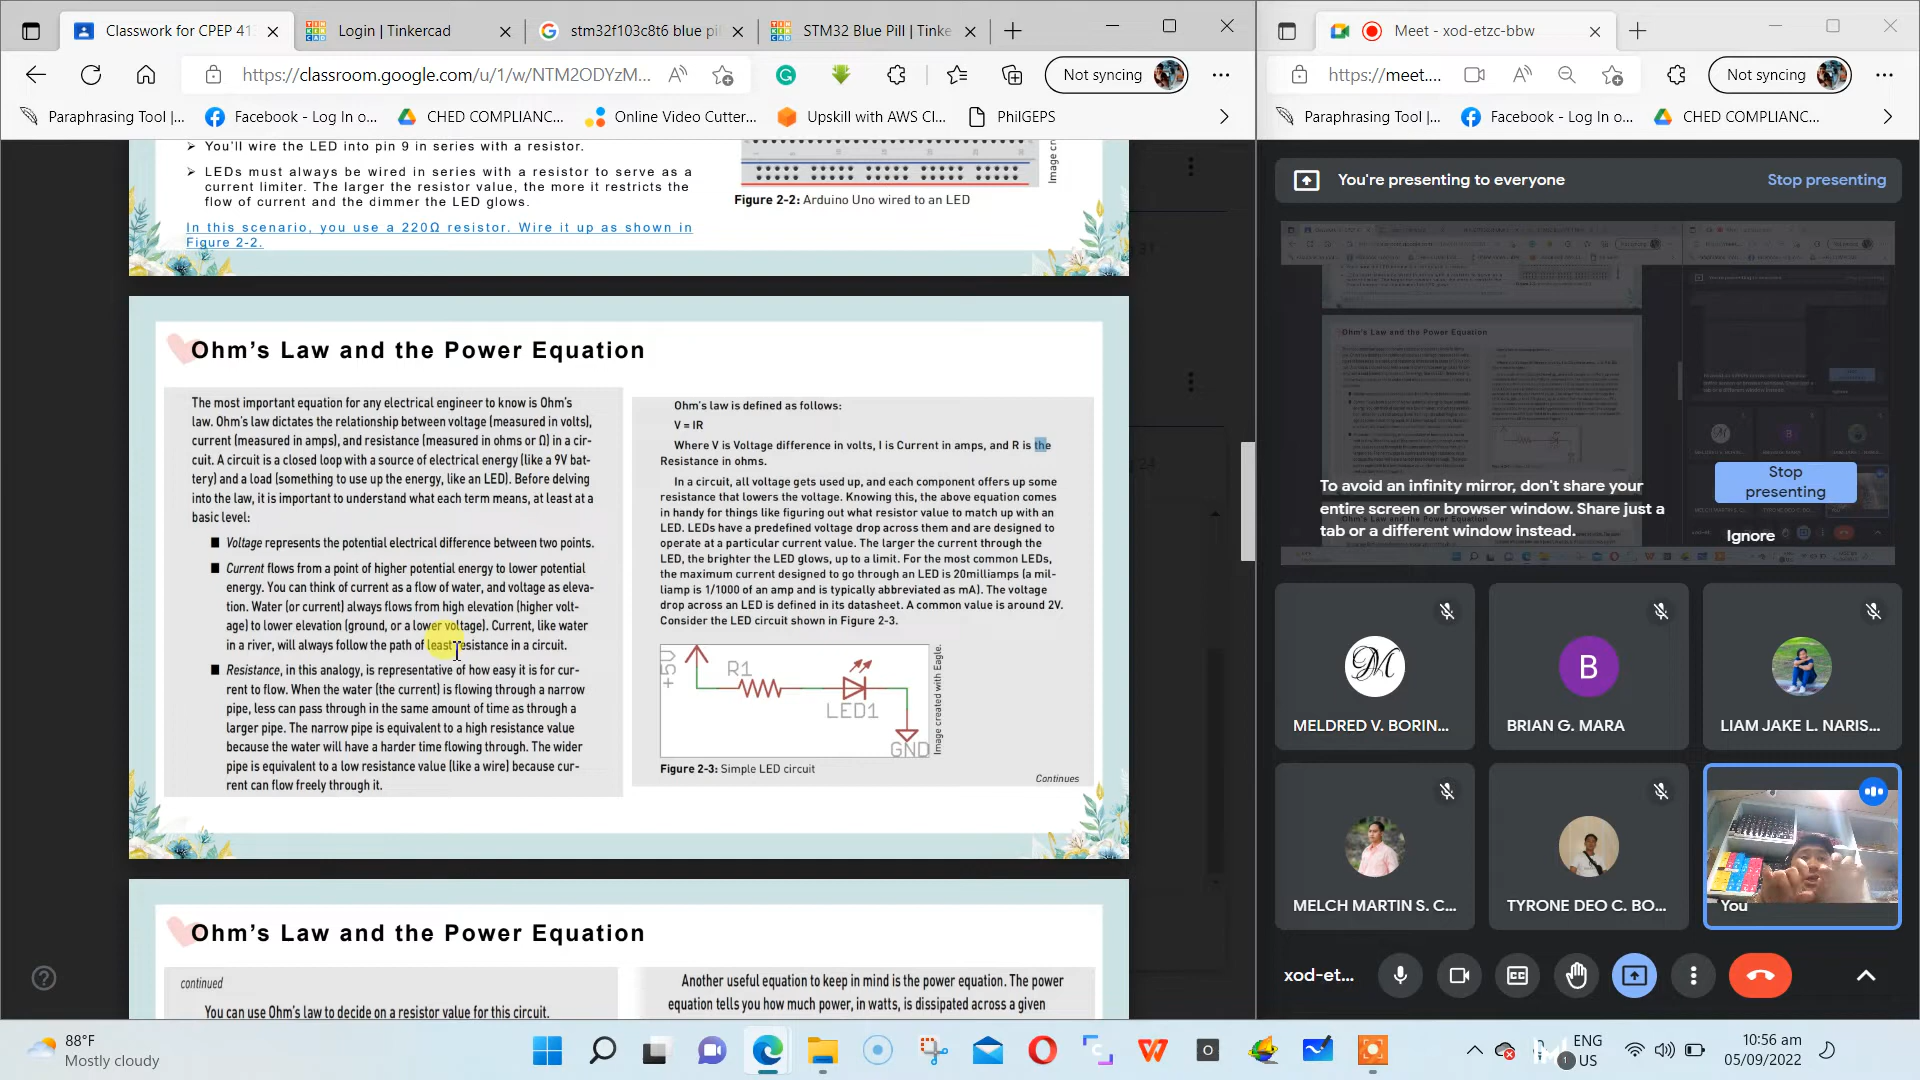 Classwork for CPEP 41
Login | Tinkercad
stm32f103c8t6 blue pi
STM32 Blue Pill | Tinke
https://classroom.google.com/u/1/w/NTM2ODYzM...
Not syncing
Paraphrasing Tool |...
Facebook - Log In o...
CHED COMPLIANC...
Online Video Cutter...
Upskill with AWS Cl...
PhilGEPS
You'll wire the LED into pin 9 in series with a resistor.
LEDs must always be wired in series with a resistor to serve as a
current limiter. The larger the resistor value, the more it restricts the
flow of current and the dimmer the LED glows.
In this scenario, you use a 220Ω resistor. Wire it up as shown in
Figure 2-2.
Image cr
Figure 2-2: Arduino Uno wired to an LED
Ohm's Law and the Power Equation
The most important equation for any electrical engineer to know is Ohm's
law. Ohm's law dictates the relationship between voltage (measured in volts),
current (measured in amps), and resistance (measured in ohms or Ω) in a cir-
cuit. A circuit is a closed loop with a source of electrical energy (like a 9V bat-
tery) and a load (something to use up the energy, like an LED). Before delving
into the law, it is important to understand what each term means, at least at a
basic level:
■ Voltage represents the potential electrical difference between two points.
■ Current flows from a point of higher potential energy to lower potential
energy. You can think of current as a flow of water, and voltage as eleva-
tion. Water (or current) always flows from high elevation (higher volt-
age) to lower elevation (ground, or a lower voltage). Current, like water
in a river, will always follow the path of least resistance in a circuit.
■ Resistance, in this analogy, is representative of how easy it is for cur-
rent to flow. When the water (the current) is flowing through a narrow
pipe, less can pass through in the same amount of time as through a
larger pipe. The narrow pipe is equivalent to a high resistance value
because the water will have a harder time flowing through. The wider
pipe is equivalent to a low resistance value (like a wire) because cur-
rent can flow freely through it.
Ohm's law is defined as follows:
V = IR
Where V is Voltage difference in volts, I is Current in amps, and R is the
Resistance in ohms.
In a circuit, all voltage gets used up, and each component offers up some
resistance that lowers the voltage. Knowing this, the above equation comes
in handy for things like figuring out what resistor value to match up with an
LED. LEDs have a predefined voltage drop across them and are designed to
operate at a particular current value. The larger the current through the
LED, the brighter the LED glows, up to a limit. For the most common LEDs,
the maximum current designed to go through an LED is 20milliamps (a mil-
liamp is 1/1000 of an amp and is typically abbreviated as mA). The voltage
drop across an LED is defined in its datasheet. A common value is around 2V.
Consider the LED circuit shown in Figure 2-3.
+5V
R1
LED1
GND
Image created with Eagle.
Figure 2-3: Simple LED circuit
Continues
Ohm's Law and the Power Equation
continued
You can use Ohm's law to decide on a resistor value for this circuit.
Another useful equation to keep in mind is the power equation. The power
equation tells you how much power, in watts, is dissipated across a given
Meet - xod-etzc-bbw
https://meet....
Not syncing
Paraphrasing Tool |...
Facebook - Log In o...
CHED COMPLIANC...
You're presenting to everyone
Stop presenting
To avoid an infinity mirror, don't share your
entire screen or browser window. Share just a
tab or a different window instead.
Stop
presenting
Ignore
M
B
MELDRED V. BORIN...
BRIAN G. MARA
LIAM JAKE L. NARIS...
MELCH MARTIN S. C...
TYRONE DEO C. BO...
You
xod-et...
88°F
Mostly cloudy
ENG
US
10:56 am
05/09/2022